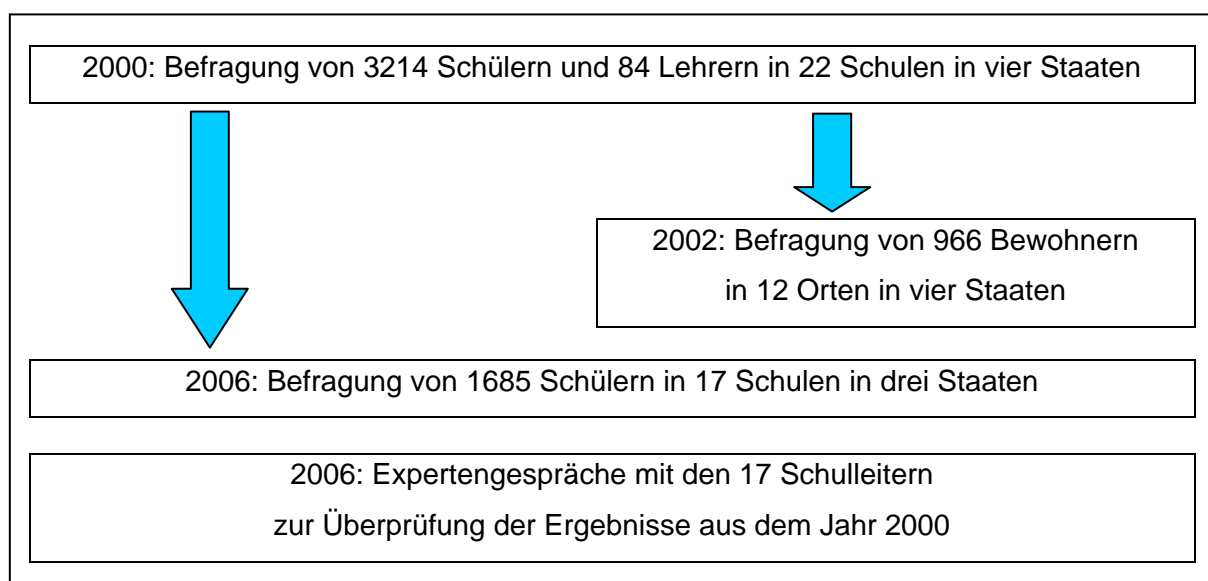 2000: Befragung von 3214 Schülern und 84 Lehrern in 22 Schulen in vier Staaten
2002: Befragung von 966 Bewohnern
in 12 Orten in vier Staaten
2006: Befragung von 1685 Schülern in 17 Schulen in drei Staaten
2006: Expertengespräche mit den 17 Schulleitern
zur Überprüfung der Ergebnisse aus dem Jahr 2000